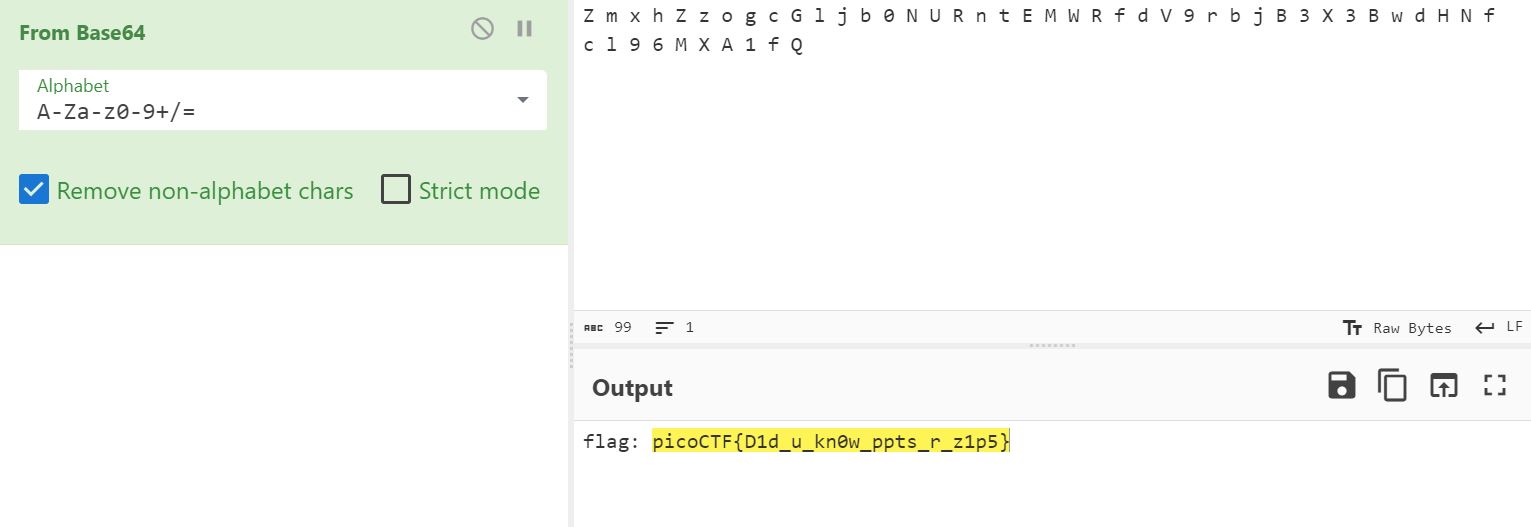 From Base64
Alphabet
A-Za-z0-9+/=
Remove non-alphabet chars
Strict mode
Z m x h Z z o g c G l j b 0 N U R n t E M W R f d V 9 r b j B 3 X 3 B w d H N f
c l 9 6 M X A 1 f Q
ABC 99
1
Tт Raw Bytes
LF
Output
flag: picoCTF{D1d_u_kn0w_ppts_r_z1p5}